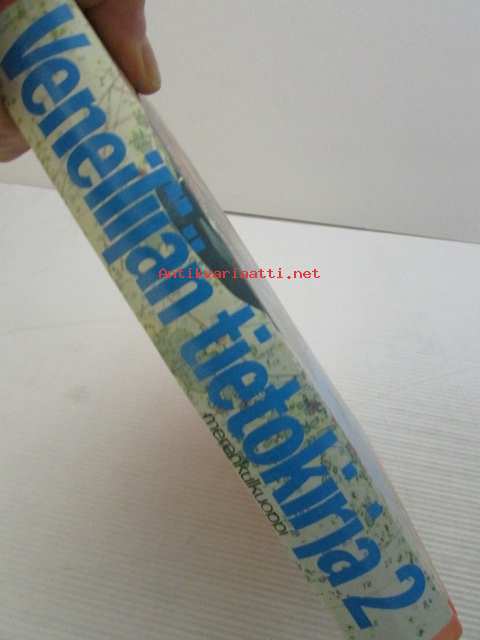 Veneilijän tietokirja 2
merenkulkuoppi
Antikvariaatti.net